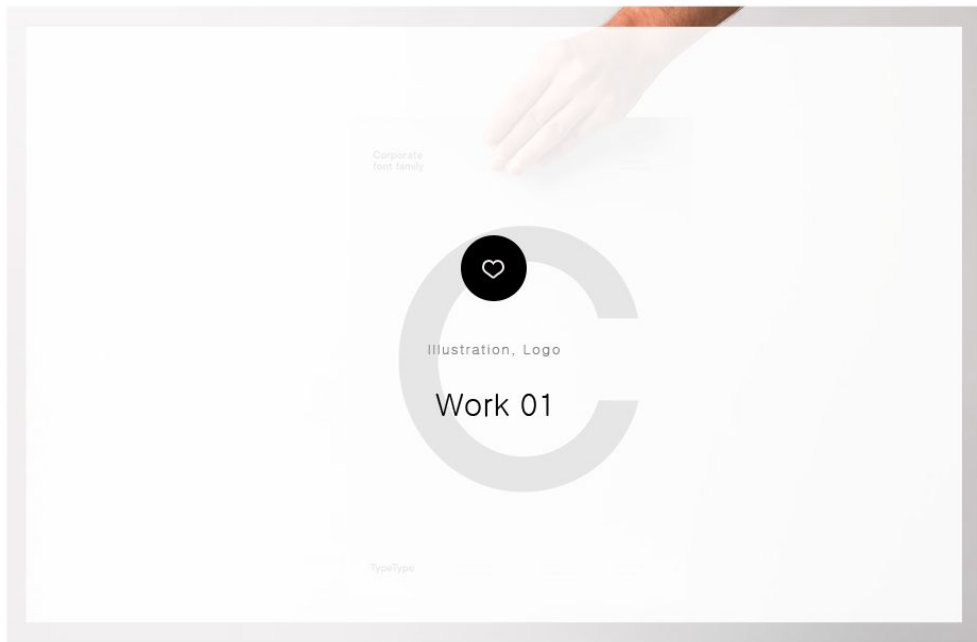 Corporate
font family
C
Illustration, Logo
Work 01
TypeType